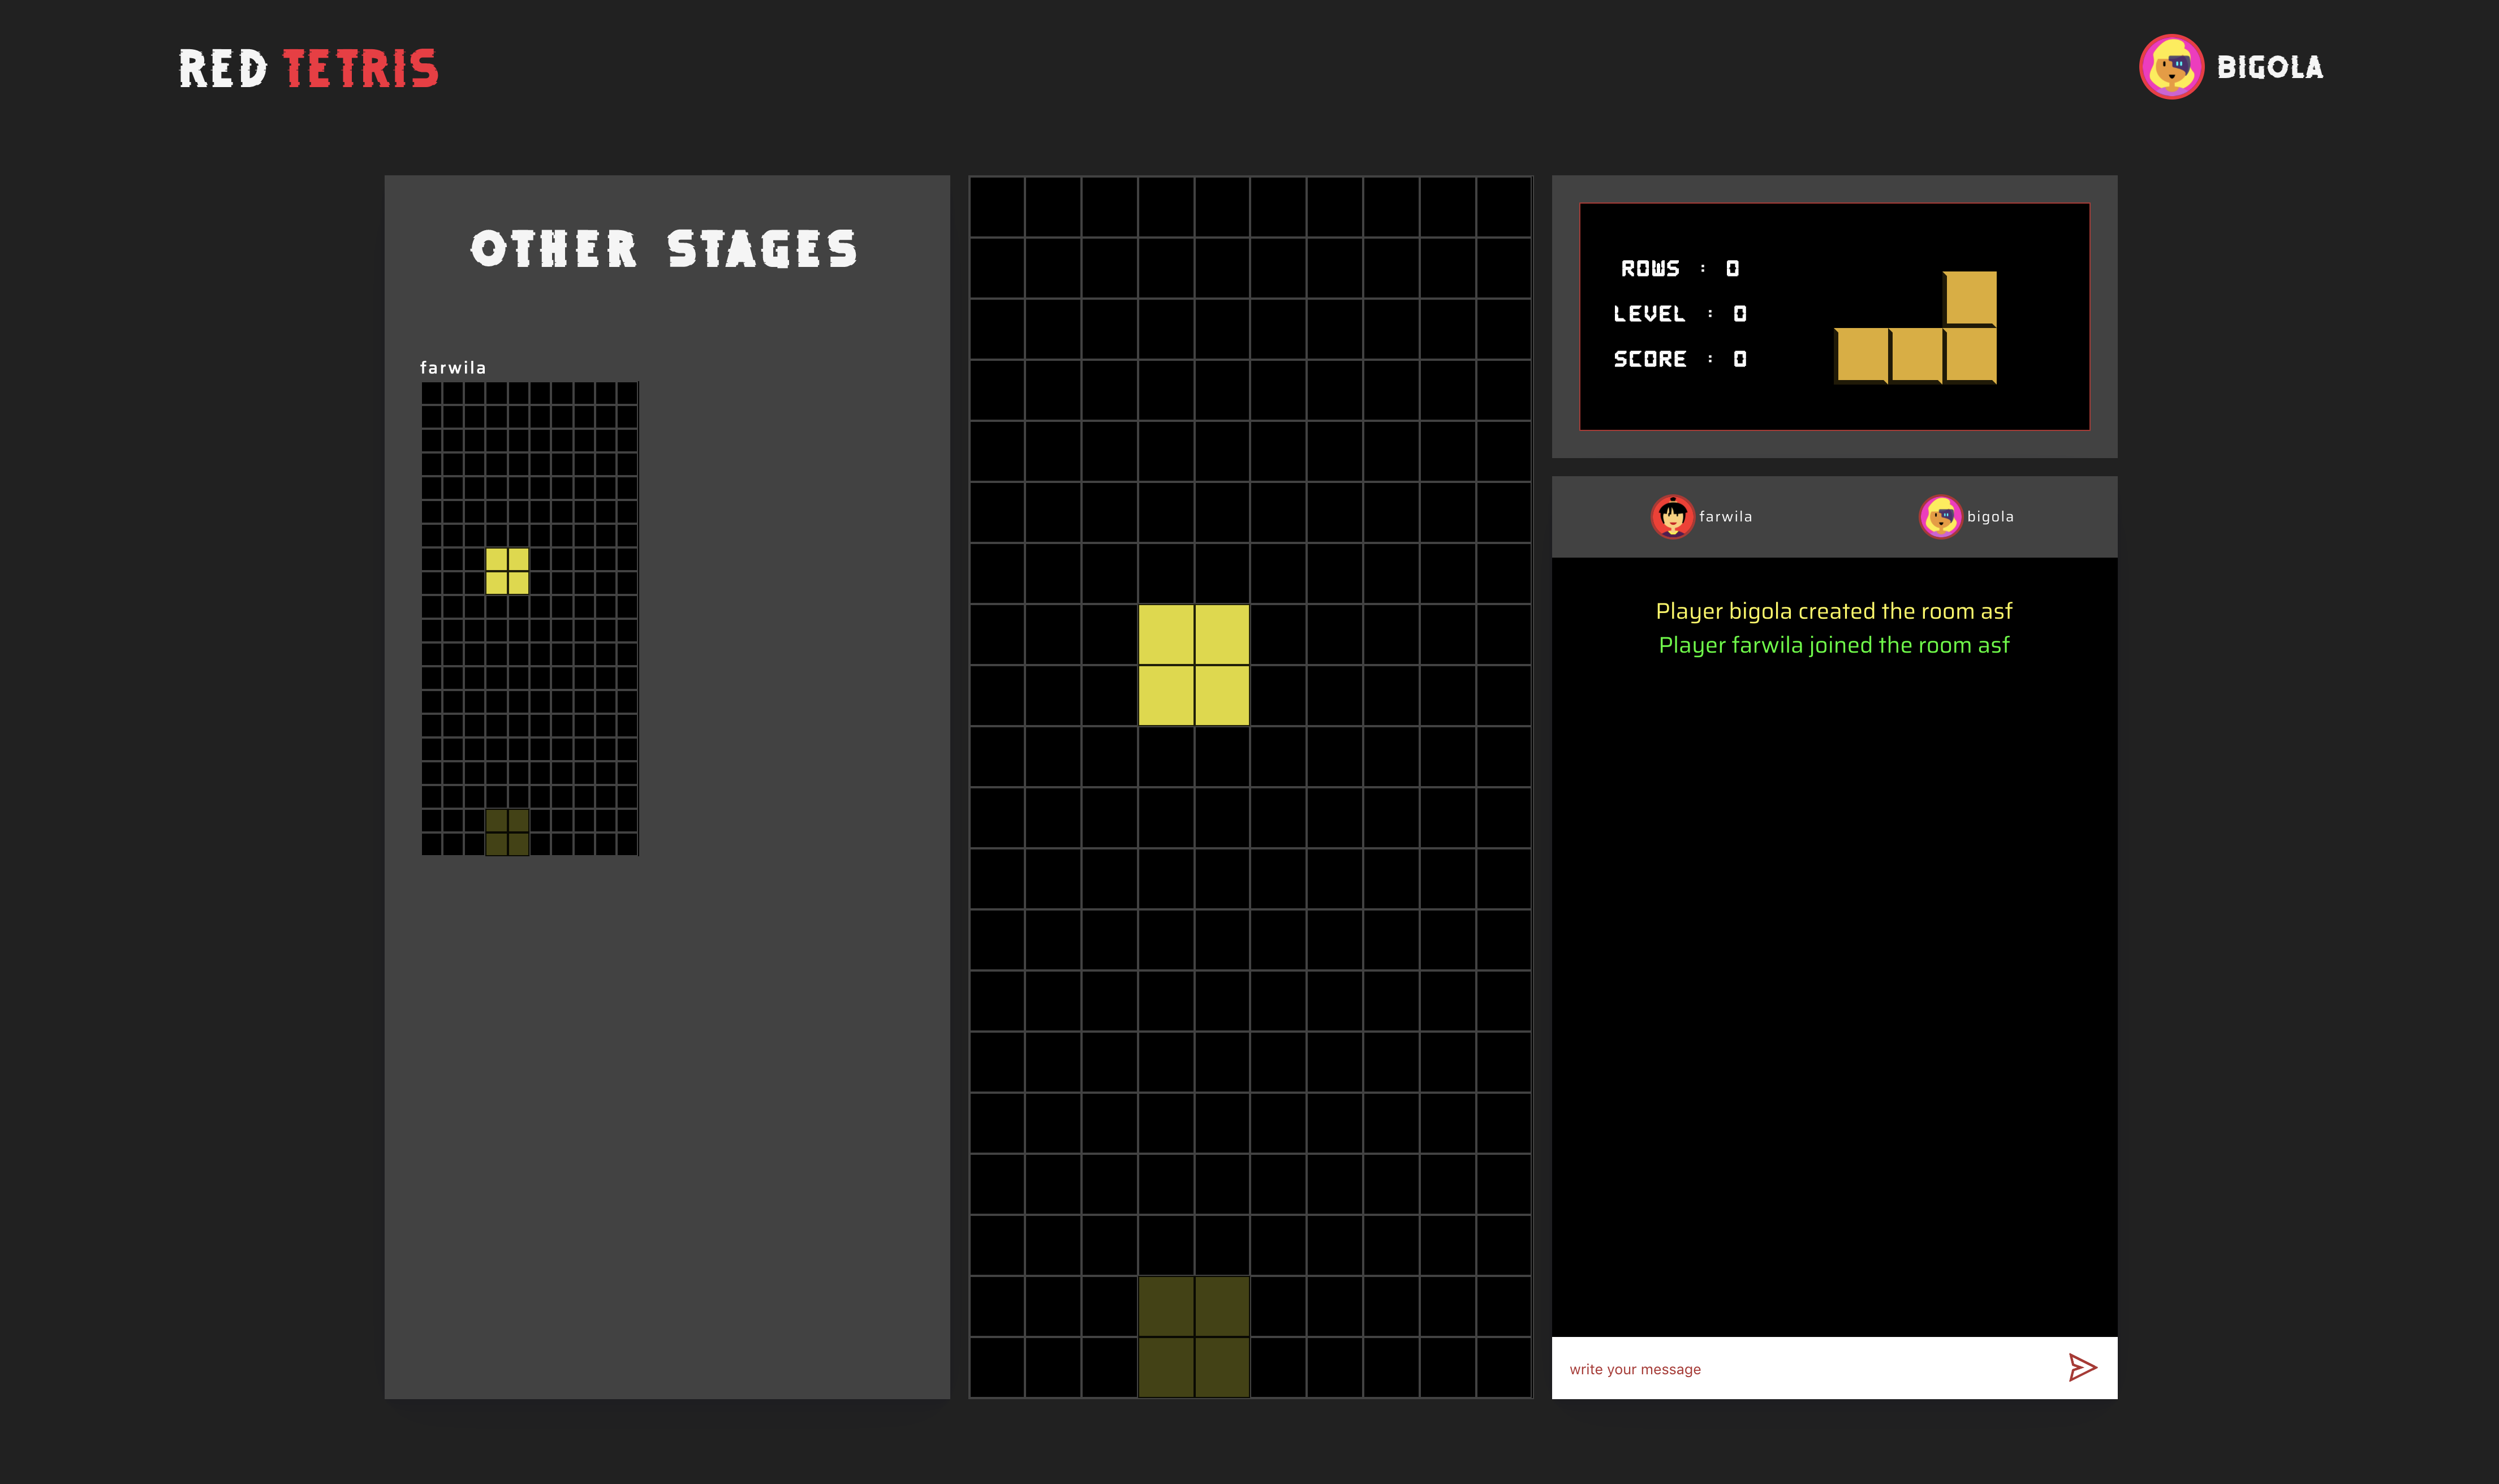 RED TETRIS
BIGOLA
OTHER STAGES
farwila
ROWS : 0
LEVEL : 0
SCORE : 0
farwila
bigola
Player bigola created the room asf
Player farwila joined the room asf
write your message